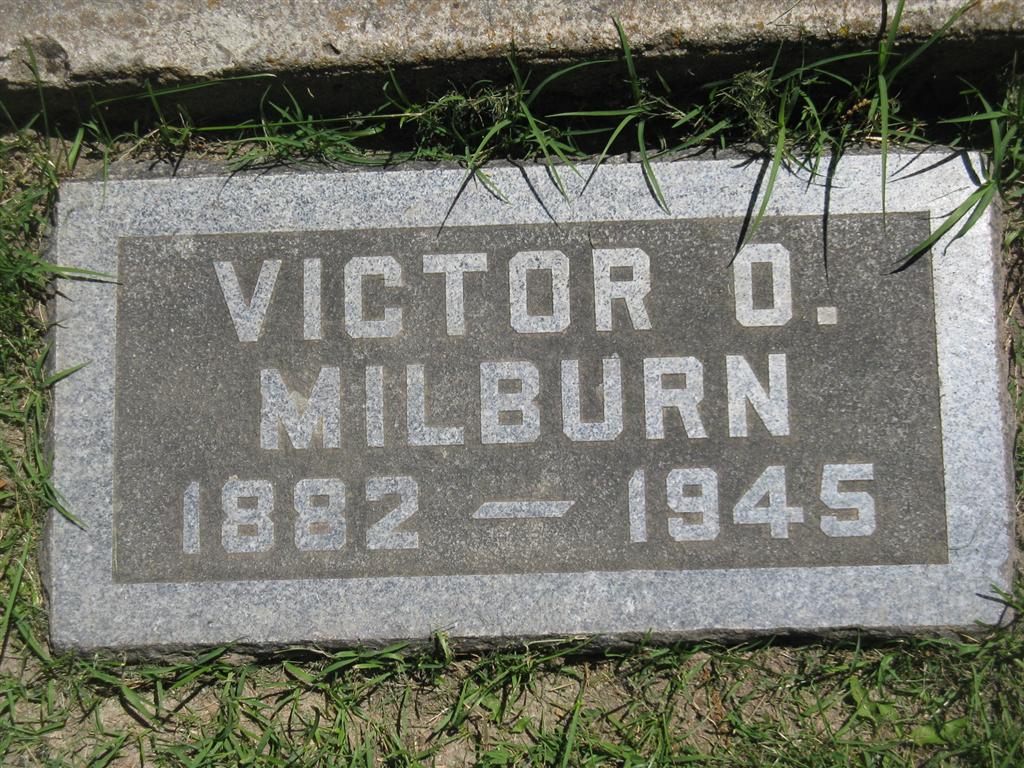 VICTOR O.
MILBURN
1882 — 1945